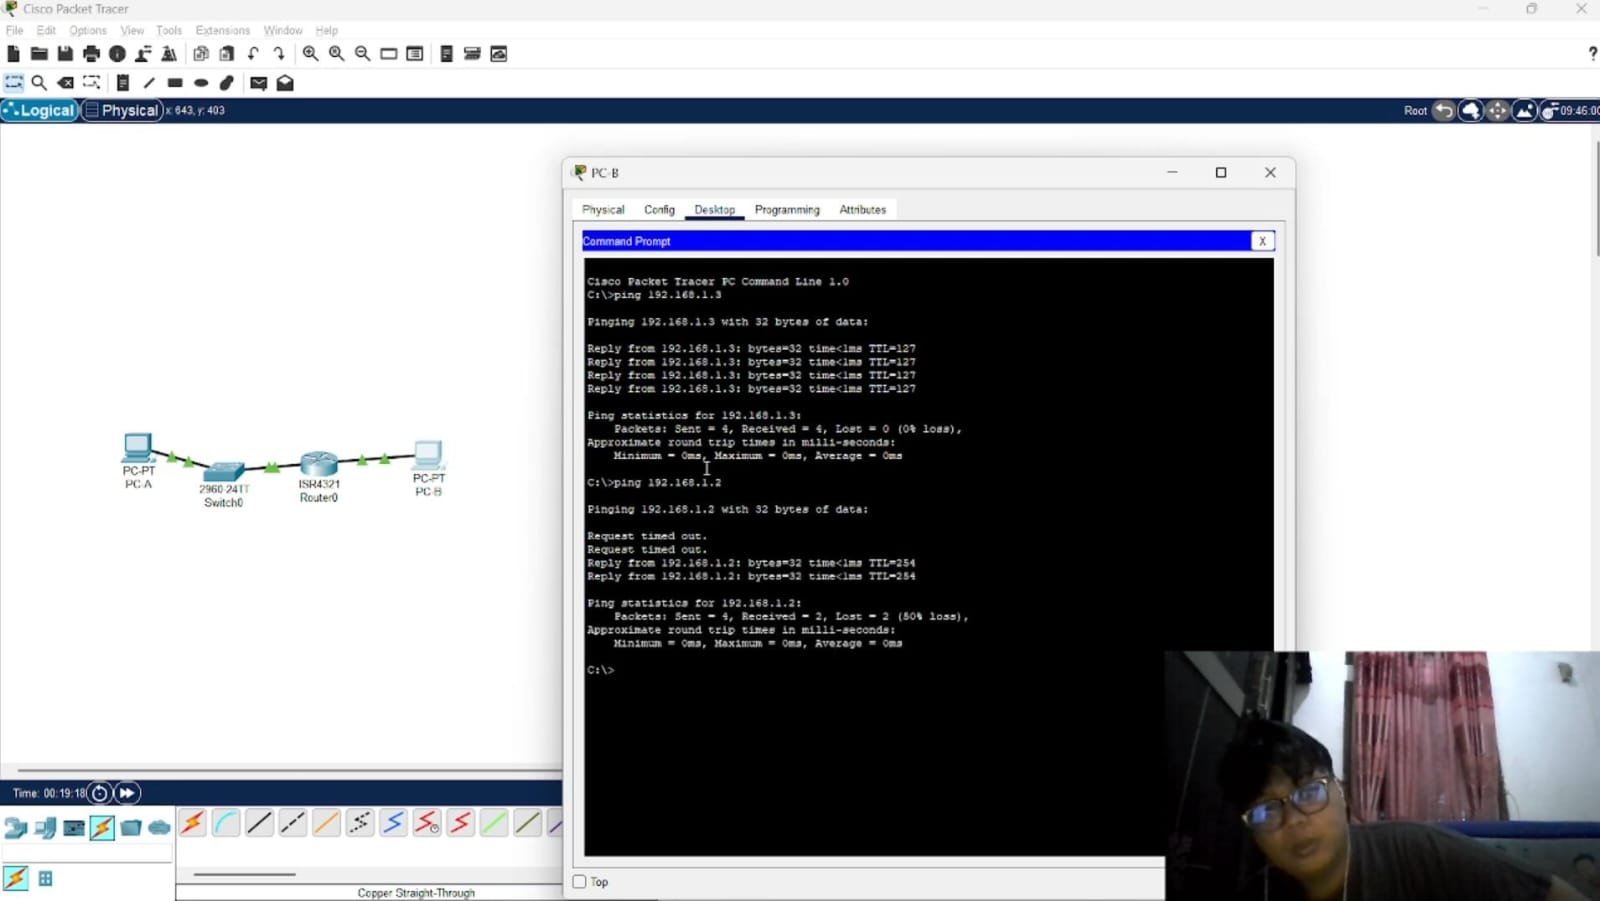 Cisco Packet Tracer
File Edit Options View Tools Extensions Window Help
?
Logical Physical x: 643, y: 403
Root 09:46:00
PC-B
Physical Config Desktop Programming Attributes
Command Prompt
X
Cisco Packet Tracer PC Command Line 1.0
C:\>ping 192.168.1.3
Pinging 192.168.1.3 with 32 bytes of data:
Reply from 192.168.1.3: bytes=32 time<1ms TTL=127
Reply from 192.168.1.3: bytes=32 time<1ms TTL=127
Reply from 192.168.1.3: bytes=32 time<1ms TTL=127
Reply from 192.168.1.3: bytes=32 time<1ms TTL=127
Ping statistics for 192.168.1.3:
Packets: Sent = 4, Received = 4, Lost = 0 (0% loss),
Approximate round trip times in milli-seconds:
Minimum = 0ms, Maximum = 0ms, Average = 0ms
C:\>ping 192.168.1.2
Pinging 192.168.1.2 with 32 bytes of data:
Request timed out.
Request timed out.
Reply from 192.168.1.2: bytes=32 time<1ms TTL=254
Reply from 192.168.1.2: bytes=32 time<1ms TTL=254
Ping statistics for 192.168.1.2:
Packets: Sent = 4, Received = 2, Lost = 2 (50% loss),
Approximate round trip times in milli-seconds:
Minimum = 0ms, Maximum = 0ms, Average = 0ms
C:\>
Top
PC-PT
PC-A
2960-24TT
Switch0
ISR4321
Router0
PC-PT
PC-B
Time: 00:19:18
Copper Straight-Through